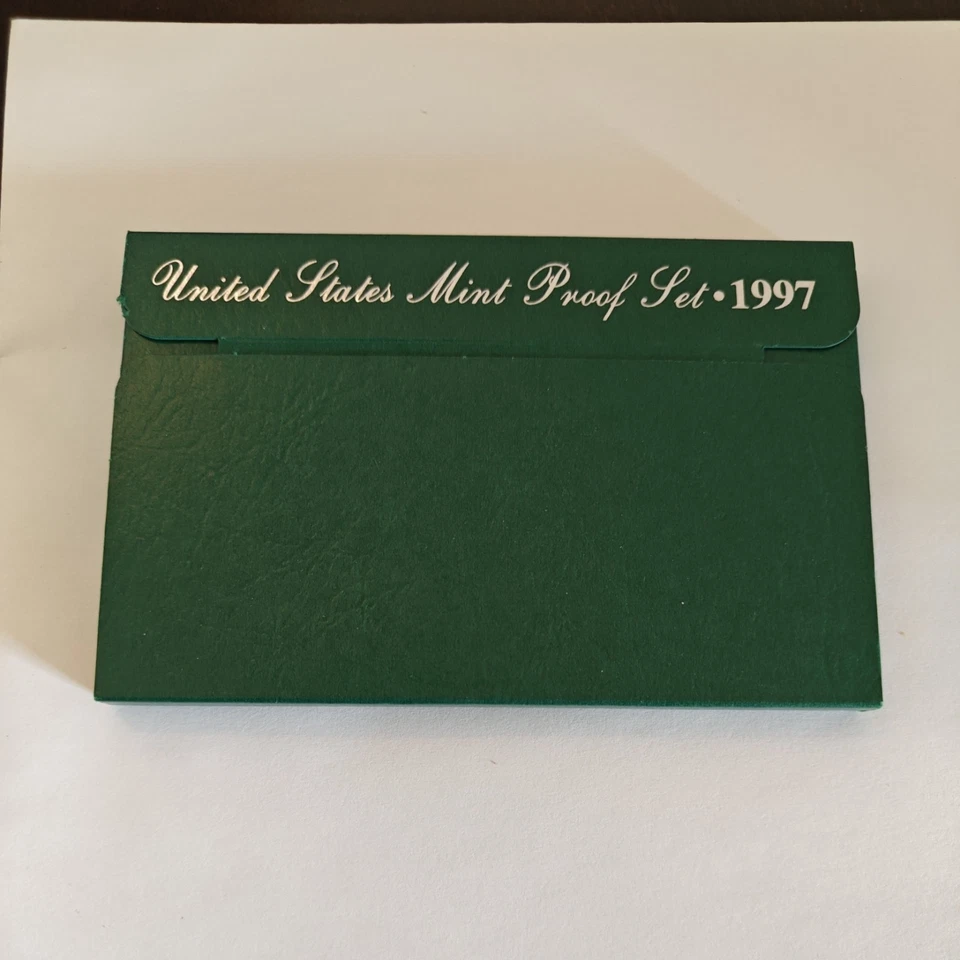 United States Mint Proof Set • 1997